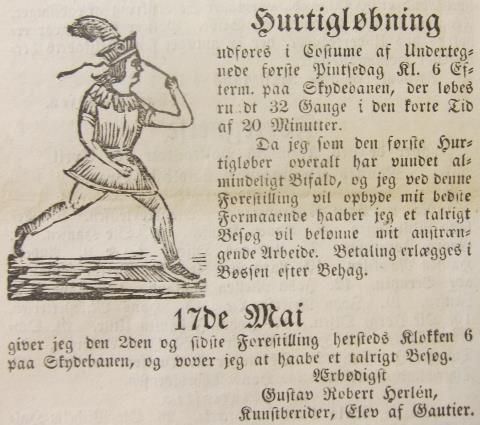 Hurtigløbning
udføres i Costume af Underteg-
nede første Pintsedag Kl. 6 Ef-
term. paa Skydebanen, der løbes
rundt 32 Gange i den korte Tid
af 20 Minutter.
Da jeg som den første Hur-
tigløber overalt har vundet al-
mindeligt Bifald, og jeg ved denne
Forestilling vil opbyde mit bedste
Formaaende haaber jeg et talrigt
Besøg vil belønne mit anstræn-
gende Arbeide. Betaling erlægges i
Bøssen efter Behag.
17de Mai
giver jeg den 2den og sidste Forestilling hersteds Klokken 6
paa Skydebanen, og vover jeg at haabe et talrigt Besøg.
Ærbødigst
Gustav Robert Herlén,
Kunstberider, Elev af Gautier.